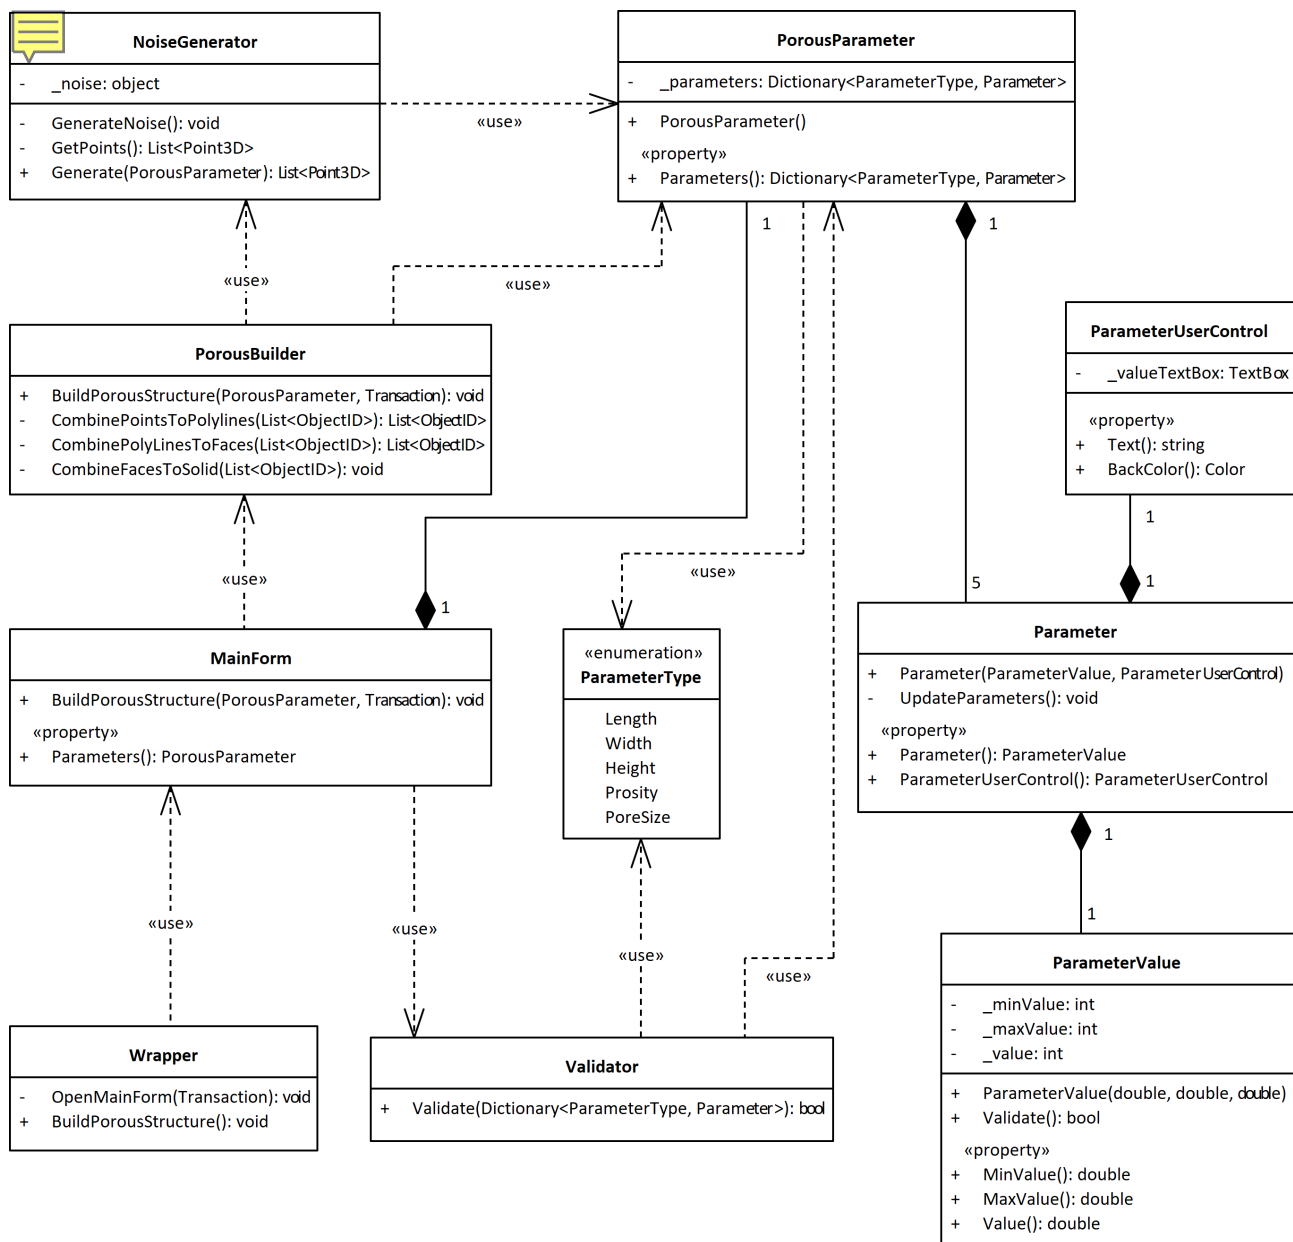 NoiseGenerator
- _noise: object
- GenerateNoise(): void
- GetPoints(): List<Point3D>
+ Generate(PorousParameter): List<Point3D>
«use»
PorousParameter
- _parameters: Dictionary<ParameterType, Parameter>
+ PorousParameter()
«property»
+ Parameters(): Dictionary<ParameterType, Parameter>
1
1
«use»
«use»
PorousBuilder
+ BuildPorousStructure(PorousParameter, Transaction): void
- CombinePointsToPolylines(List<ObjectID>): List<ObjectID>
- CombinePolyLinesToFaces(List<ObjectID>): List<ObjectID>
- CombineFacesToSolid(List<ObjectID>): void
ParameterUserControl
- _valueTextBox: TextBox
«property»
+ Text(): string
+ BackColor(): Color
1
«use»
«use»
1
5
1
MainForm
+ BuildPorousStructure(PorousParameter, Transaction): void
«property»
+ Parameters(): PorousParameter
«enumeration»
ParameterType
Length
Width
Height
Prosity
PoreSize
Parameter
+ Parameter(ParameterValue, ParameterUserControl)
- UpdateParameters(): void
«property»
+ Parameter(): ParameterValue
+ ParameterUserControl(): ParameterUserControl
1
1
«use»
«use»
«use»
«use»
Wrapper
- OpenMainForm(Transaction): void
+ BuildPorousStructure(): void
Validator
+ Validate(Dictionary<ParameterType, Parameter>): bool
ParameterValue
- _minValue: int
- _maxValue: int
- _value: int
+ ParameterValue(double, double, double)
+ Validate(): bool
«property»
+ MinValue(): double
+ MaxValue(): double
+ Value(): double